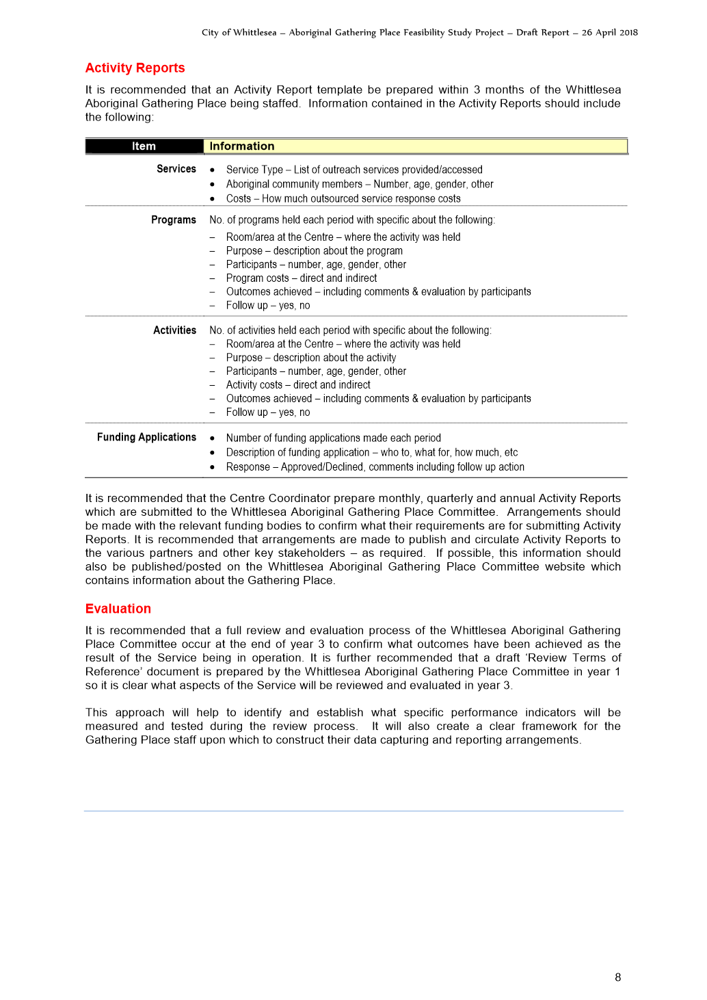 City of Whittlesea – Aboriginal Gathering Place Feasibility Study Project – Draft Report – 26 April 2018
Activity Reports
It is recommended that an Activity Report template be prepared within 3 months of the Whittlesea
Aboriginal Gathering Place being staffed. Information contained in the Activity Reports should include
the following:
Item Information
Services • Service Type – List of outreach services provided/accessed
• Aboriginal community members – Number, age, gender, other
• Costs – How much outsourced service response costs
Programs No. of programs held each period with specific about the following:
– Room/area at the Centre – where the activity was held
– Purpose – description about the program
– Participants – number, age, gender, other
– Program costs – direct and indirect
– Outcomes achieved – including comments & evaluation by participants
– Follow up – yes, no
Activities No. of activities held each period with specific about the following:
– Room/area at the Centre – where the activity was held
– Purpose – description about the activity
– Participants – number, age, gender, other
– Activity costs – direct and indirect
– Outcomes achieved – including comments & evaluation by participants
– Follow up – yes, no
Funding Applications • Number of funding applications made each period
• Description of funding application – who to, what for, how much, etc
• Response – Approved/Declined, comments including follow up action
It is recommended that the Centre Coordinator prepare monthly, quarterly and annual Activity Reports
which are submitted to the Whittlesea Aboriginal Gathering Place Committee. Arrangements should
be made with the relevant funding bodies to confirm what their requirements are for submitting Activity
Reports. It is recommended that arrangements are made to publish and circulate Activity Reports to
the various partners and other key stakeholders – as required. If possible, this information should
also be published/posted on the Whittlesea Aboriginal Gathering Place Committee website which
contains information about the Gathering Place.
Evaluation
It is recommended that a full review and evaluation process of the Whittlesea Aboriginal Gathering
Place Committee occur at the end of year 3 to confirm what outcomes have been achieved as the
result of the Service being in operation. It is further recommended that a draft ‘Review Terms of
Reference’ document is prepared by the Whittlesea Aboriginal Gathering Place Committee in year 1
so it is clear what aspects of the Service will be reviewed and evaluated in year 3.
This approach will help to identify and establish what specific performance indicators will be
measured and tested during the review process. It will also create a clear framework for the
Gathering Place staff upon which to construct their data capturing and reporting arrangements.
8